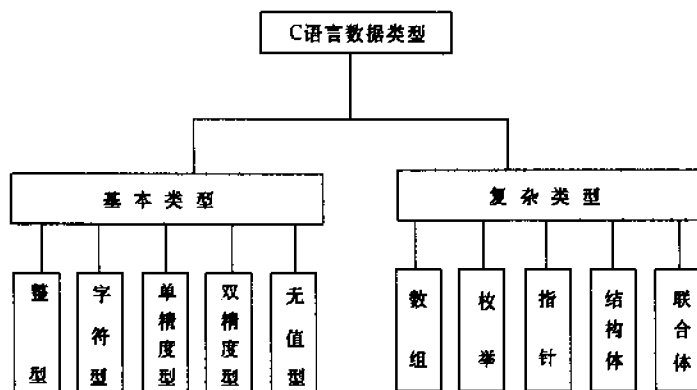 C语言数据类型
基本类型
复杂类型
整型
字符型
单精度型
双精度型
无值型
数组
枚举
指针
结构体
联合体